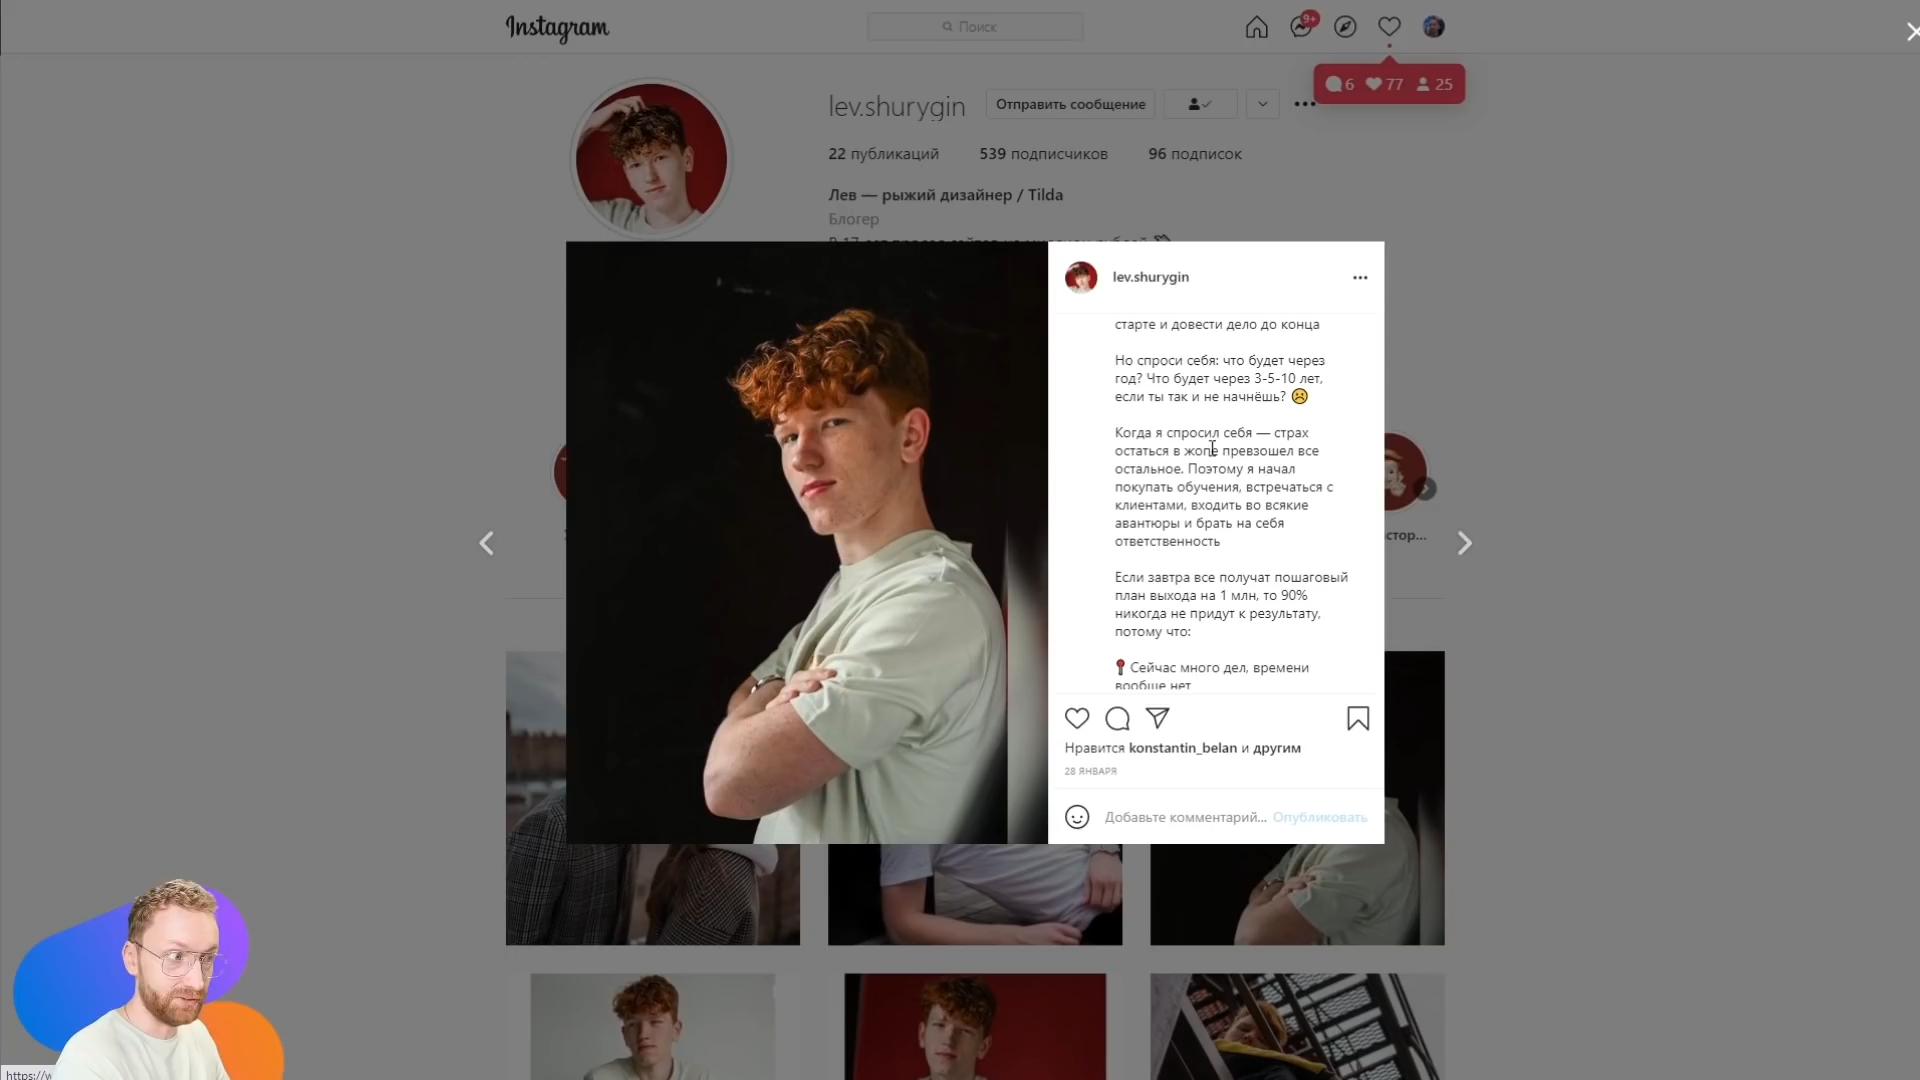 Instagram
Поиск
9+
6 77 25
lev.shurygin
Отправить сообщение
22 публикаций 539 подписчиков 96 подписок
Лев — рыжий дизайнер / Tilda
Блогер
lev.shurygin
старте и довести дело до конца
Но спроси себя: что будет через
год? Что будет через 3-5-10 лет,
если ты так и не начнёшь? ☹️
Когда я спросил себя — страх
остаться в жопе превзошел все
остальное. Поэтому я начал
покупать обучения, встречаться с
клиентами, входить во всякие
авантюры и брать на себя
ответственность
Если завтра все получат пошаговый
план выхода на 1 млн, то 90%
никогда не придут к результату,
потому что:
📍 Сейчас много дел, времени
вообще нет
стор...
Нравится konstantin_belan и другим
28 ЯНВАРЯ
Добавьте комментарий... Опубликовать
https://w